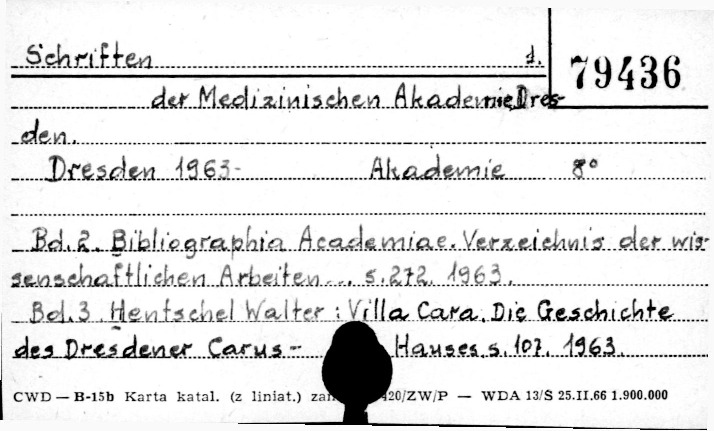 Schriften 1.
79436
der Medizinischen Akademie Dres-
den.
Dresden 1963- Akademie 8°
Bd. 2. Bibliographia Academiae. Verzeichnis der wis-
senschaftlichen Arbeiten... s. 272. 1963.
Bd. 3. Hentschel Walter: Villa Cara. Die Geschichte
des Dresdener Carus- Hauses. s. 107. 1963.
CWD — B-15b Karta katal. (z liniat.) 420/ZW/P — WDA 13/S 25.II.66 1.900.000